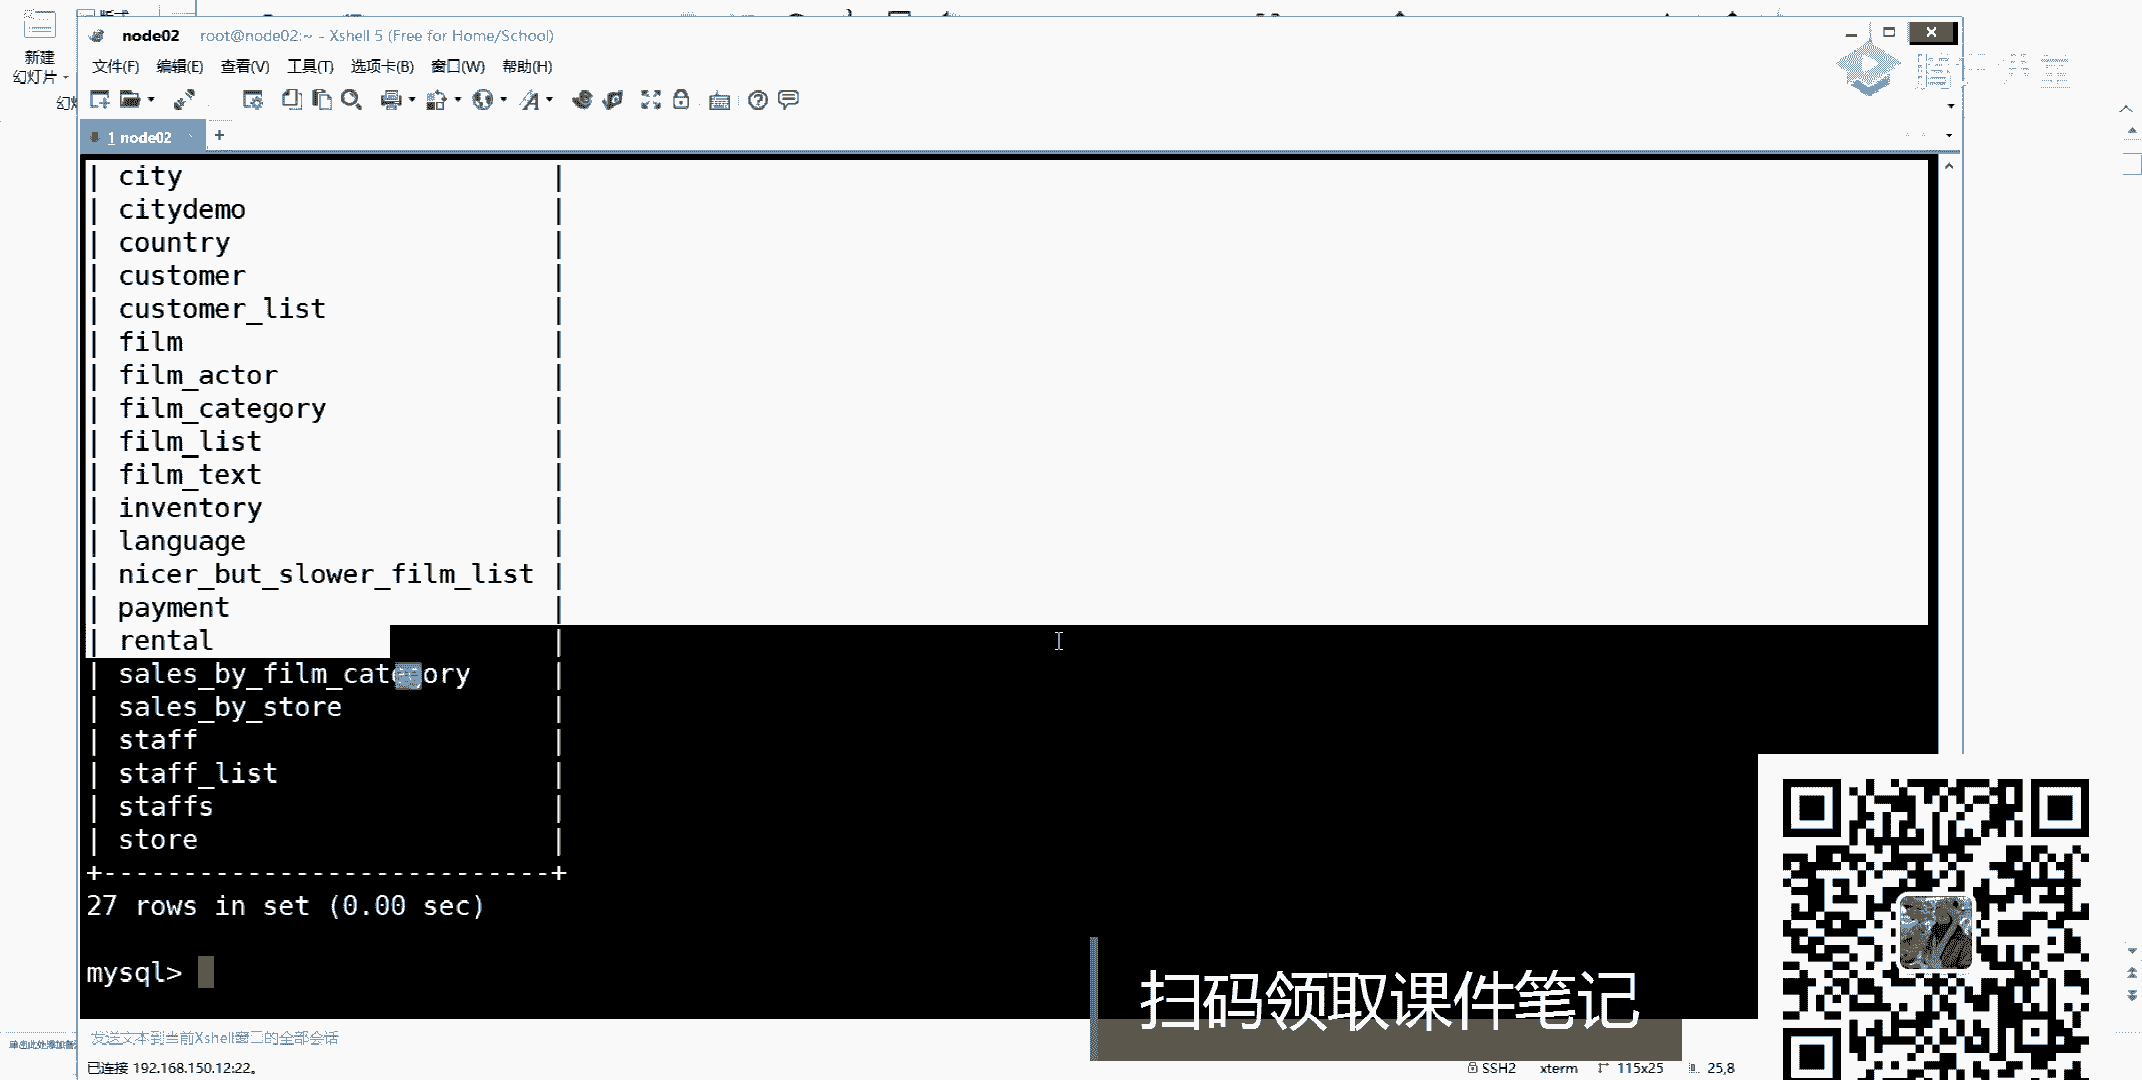 新建
幻灯片
node02 root@node02:~ - Xshell 5 (Free for Home/School)
文件(F) 编辑(E) 查看(V) 工具(T) 选项卡(B) 窗口(W) 帮助(H)
1 node02 +
| city |
| citydemo |
| country |
| customer |
| customer_list |
| film |
| film_actor |
| film_category |
| film_list |
| film_text |
| inventory |
| language |
| nicer_but_slower_film_list |
| payment |
| rental |
| sales_by_film_category |
| sales_by_store |
| staff |
| staff_list |
| staffs |
| store |
+----------------------------+
27 rows in set (0.00 sec)
mysql>
扫码领取课件笔记
发送文本到当前Xshell窗口的全部会话
已连接 192.168.150.12:22。
SSH2 xterm 115x25 25,8